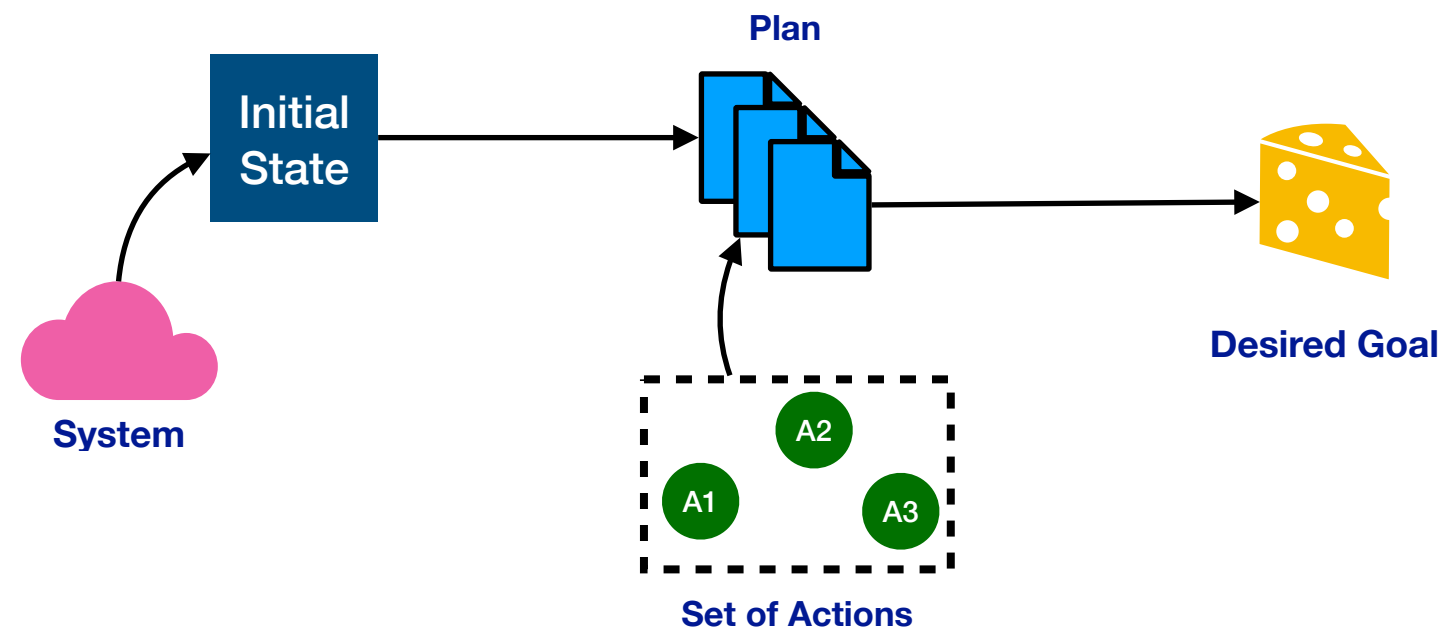 Plan
Initial
State
Desired Goal
System
A2
A1
A3
Set of Actions